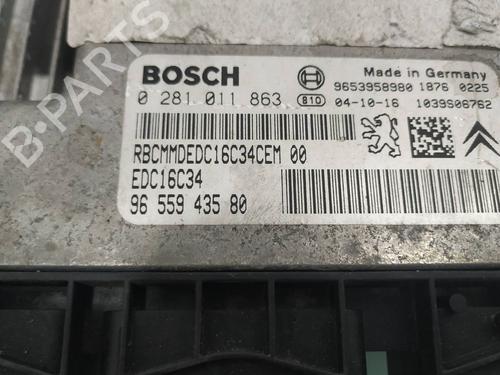 BOSCH
Made in Germany
9653958980 1876 0225
0 281 011 863 810 04-10-16 1039S06762
RBCMMDEDC16C34CEM 00
EDC16C34
96 559 435 80
B-PARTS